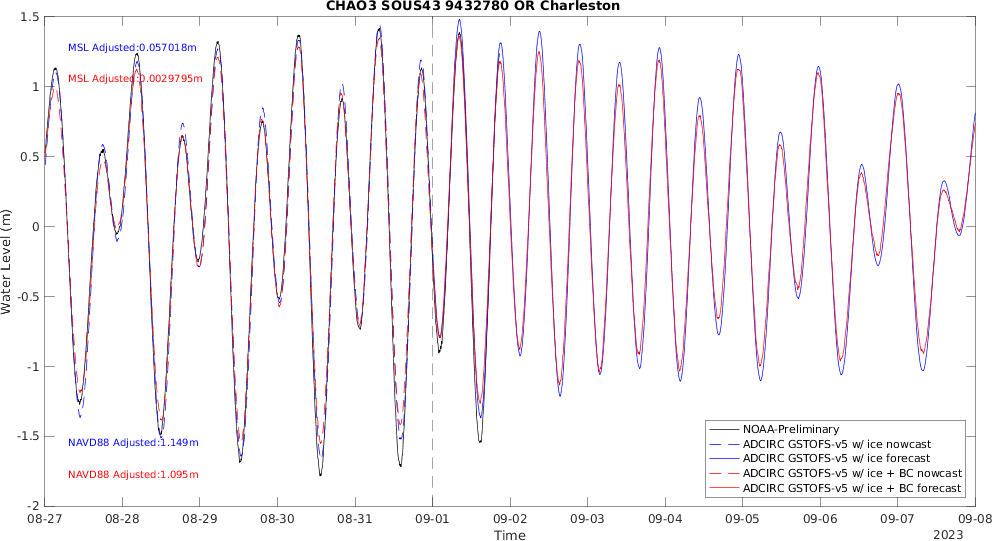 CHAO3 SOUS43 9432780 OR Charleston
1.5
1
0.5
0
-0.5
-1
-1.5
-2
Water Level (m)
MSL Adjusted:0.057018m
MSL Adjusted:0.0029795m
NAVD88 Adjusted:1.149m
NAVD88 Adjusted:1.095m
NOAA-Preliminary
ADCIRC GSTOFS-v5 w/ ice nowcast
ADCIRC GSTOFS-v5 w/ ice forecast
ADCIRC GSTOFS-v5 w/ ice + BC nowcast
ADCIRC GSTOFS-v5 w/ ice + BC forecast
08-27 08-28 08-29 08-30 08-31 09-01 09-02 09-03 09-04 09-05 09-06 09-07 09-08
Time
2023